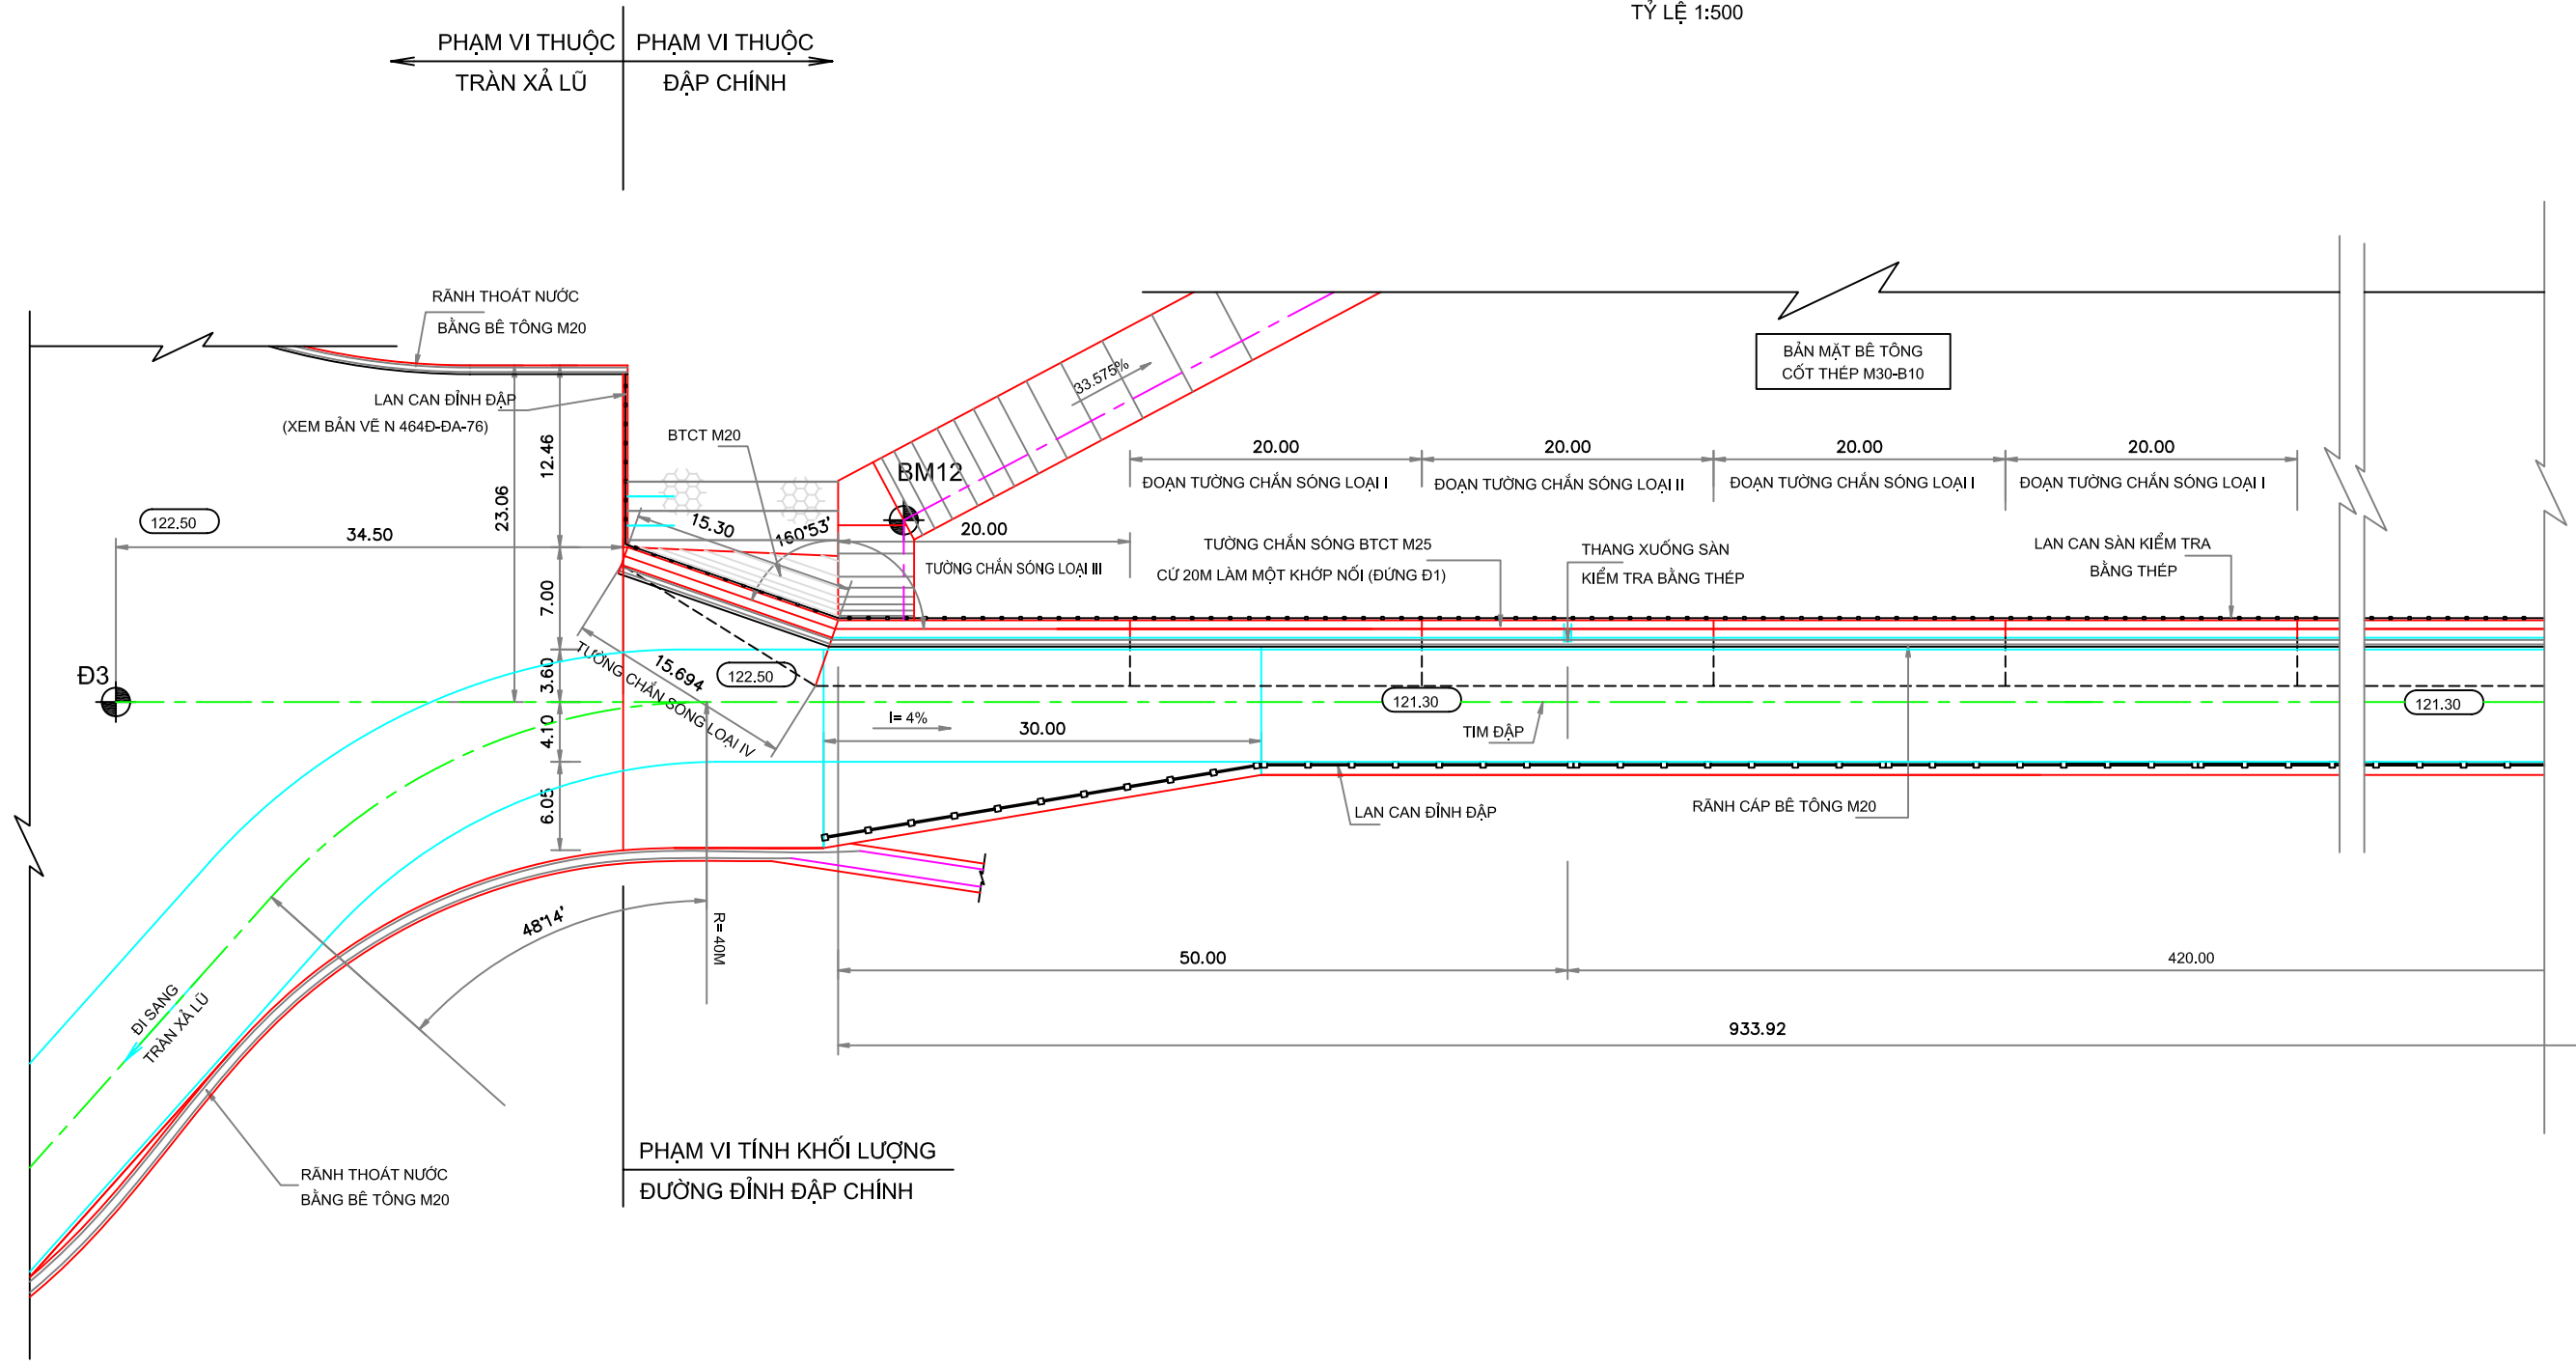 TỶ LỆ 1:500
PHẠM VI THUỘC
TRÀN XẢ LŨ
PHẠM VI THUỘC
ĐẬP CHÍNH
RÃNH THOÁT NƯỚC
BẰNG BÊ TÔNG M20
LAN CAN ĐỈNH ĐẬP
(XEM BẢN VẼ N 464Đ-ĐA-76)
BTCT M20
BM12
33.575%
BẢN MẶT BÊ TÔNG
CỐT THÉP M30-B10
20.00
20.00
20.00
20.00
ĐOẠN TƯỜNG CHẮN SÓNG LOẠI I
ĐOẠN TƯỜNG CHẮN SÓNG LOẠI II
ĐOẠN TƯỜNG CHẮN SÓNG LOẠI I
ĐOẠN TƯỜNG CHẮN SÓNG LOẠI I
12.46
23.06
122.50
34.50
15.30
160°53'
20.00
TƯỜNG CHẮN SÓNG LOẠI III
TƯỜNG CHẮN SÓNG BTCT M25
CỨ 20M LÀM MỘT KHỚP NỐI (ĐỨNG Đ1)
THANG XUỐNG SÀN
KIỂM TRA BẰNG THÉP
LAN CAN SÀN KIỂM TRA
BẰNG THÉP
7.00
3.60
4.10
6.05
Đ3
15.694
TƯỜNG CHẮN SONG LOẠI IV
122.50
I= 4%
30.00
121.30
TIM ĐẬP
121.30
LAN CAN ĐỈNH ĐẬP
RÃNH CÁP BÊ TÔNG M20
48°14'
R= 40M
50.00
420.00
933.92
ĐI SANG
TRÀN XẢ LŨ
RÃNH THOÁT NƯỚC
BẰNG BÊ TÔNG M20
PHẠM VI TÍNH KHỐI LƯỢNG
ĐƯỜNG ĐỈNH ĐẬP CHÍNH